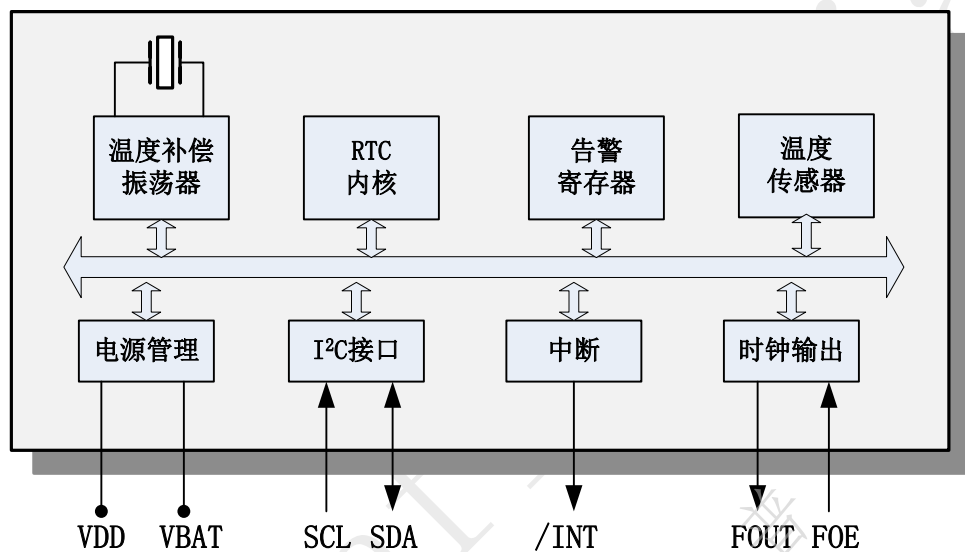 温度补偿
振荡器
RTC
内核
告警
寄存器
温度
传感器
电源管理
I²C接口
中断
时钟输出
VDD VBAT SCL SDA /INT FOUT FOE